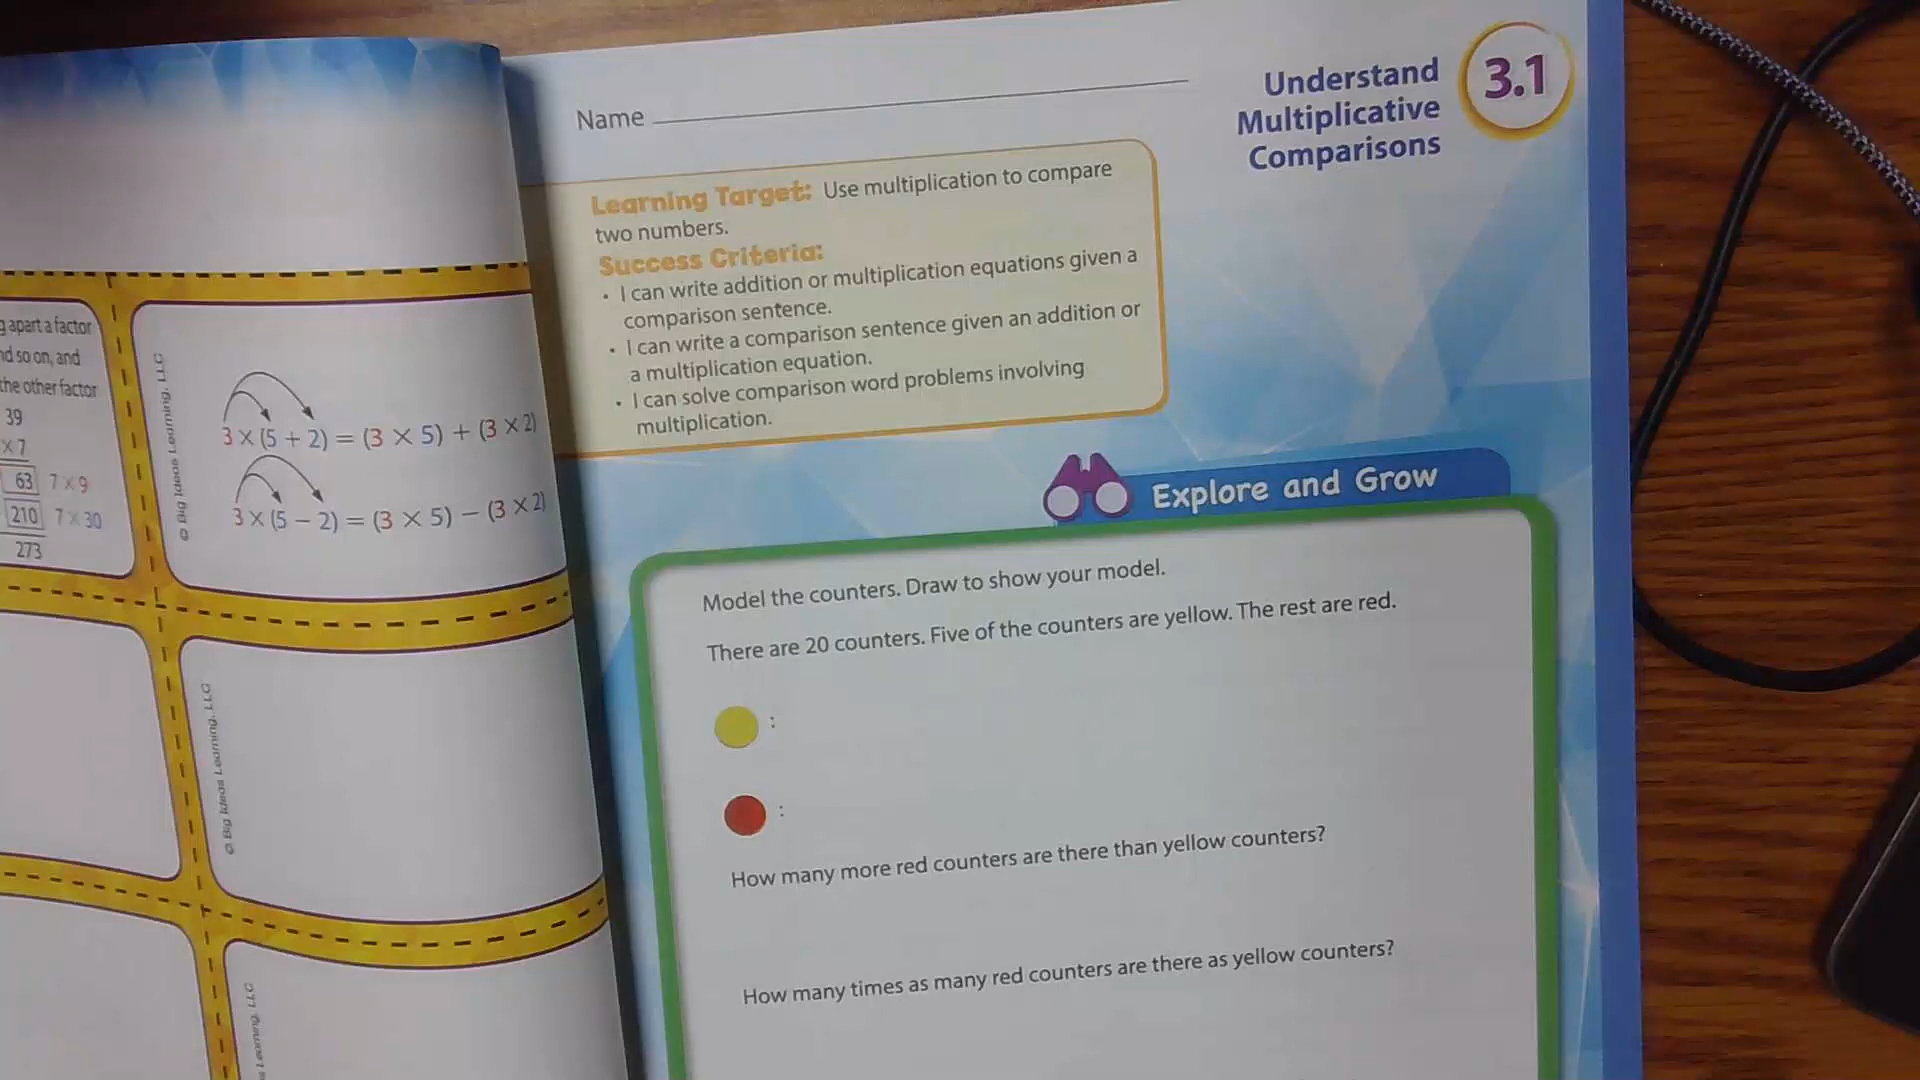 g apart a factor
nd so on, and
the other factor
39
× 7
63 7 × 9
210 7 × 30
273
© Big Ideas Learning, LLC
3 × (5 + 2) = (3 × 5) + (3 × 2)
3 × (5 − 2) = (3 × 5) − (3 × 2)
© Big Ideas Learning, LLC
Learning, LLC
Name
Understand
Multiplicative
Comparisons
3.1
Learning Target: Use multiplication to compare
two numbers.
Success Criteria:
• I can write addition or multiplication equations given a
comparison sentence.
• I can write a comparison sentence given an addition or
a multiplication equation.
• I can solve comparison word problems involving
multiplication.
Explore and Grow
Model the counters. Draw to show your model.
There are 20 counters. Five of the counters are yellow. The rest are red.
:
:
How many more red counters are there than yellow counters?
How many times as many red counters are there as yellow counters?